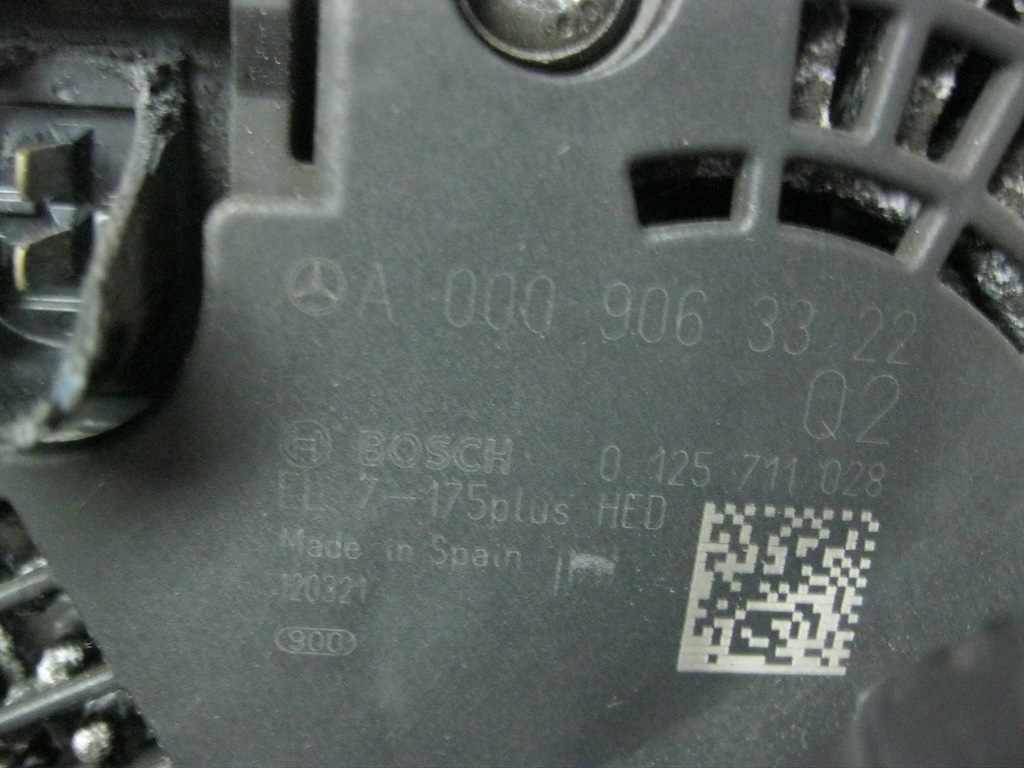 A 000 906 33 22
Q2
BOSCH 0 125 711 028
EL 7-175plus HED
Made in Spain
120321
900